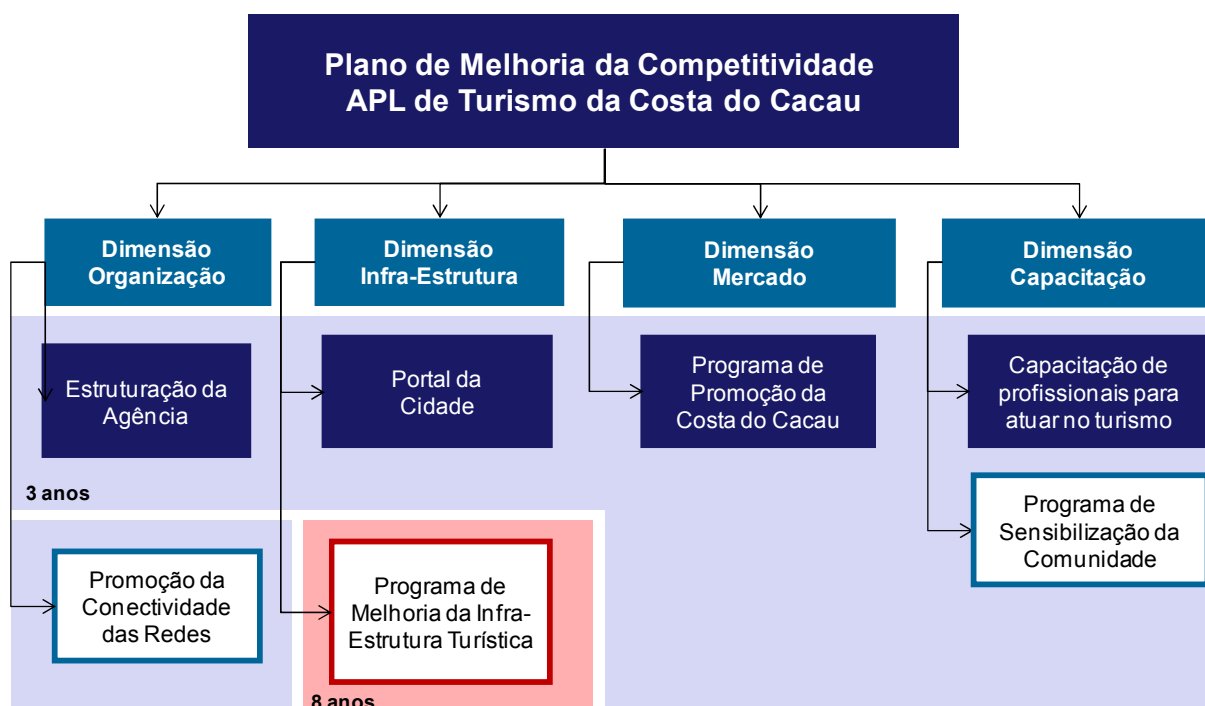 Plano de Melhoria da Competitividade
APL de Turismo da Costa do Cacau
Dimensão
Organização
Dimensão
Infra-Estrutura
Dimensão
Mercado
Dimensão
Capacitação
Estruturação da
Agência
Portal da
Cidade
Programa de
Promoção da
Costa do Cacau
Capacitação de
profissionais para
atuar no turismo
3 anos
Promoção da
Conectividade
das Redes
Programa de
Melhoria da Infra-
Estrutura Turística
Programa de
Sensibilização da
Comunidade
8 anos